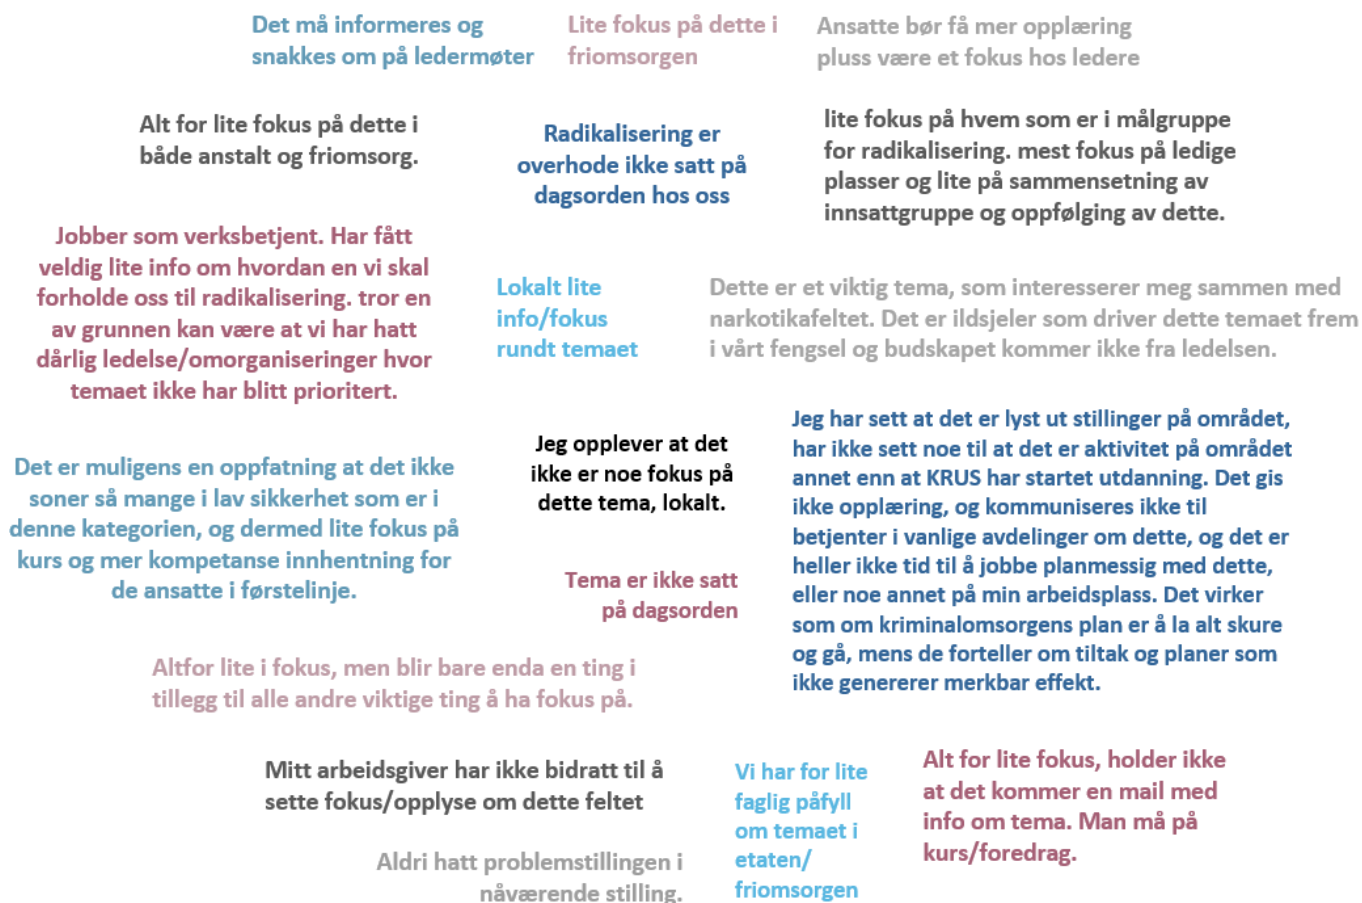 Det må informeres og
snakkes om på ledermøter
Lite fokus på dette i
friomsorgen
Ansatte bør få mer opplæring
pluss være et fokus hos ledere
Alt for lite fokus på dette i
både anstalt og friomsorg.
Radikalisering er
overhode ikke satt på
dagsorden hos oss
lite fokus på hvem som er i målgruppe
for radikalisering. mest fokus på ledige
plasser og lite på sammensetning av
innsattgruppe og oppfølging av dette.
Jobber som verksbetjent. Har fått
veldig lite info om hvordan en vi skal
forholde oss til radikalisering. tror en
av grunnen kan være at vi har hatt
dårlig ledelse/omorganiseringer hvor
temaet ikke har blitt prioritert.
Lokalt lite
info/fokus
rundt temaet
Dette er et viktig tema, som interesserer meg sammen med
narkotikafeltet. Det er ildsjeler som driver dette temaet frem
i vårt fengsel og budskapet kommer ikke fra ledelsen.
Det er muligens en oppfatning at det ikke
soner så mange i lav sikkerhet som er i
denne kategorien, og dermed lite fokus på
kurs og mer kompetanse innhentning for
de ansatte i førstelinje.
Jeg opplever at det
ikke er noe fokus på
dette tema, lokalt.
Jeg har sett at det er lyst ut stillinger på området,
har ikke sett noe til at det er aktivitet på området
annet enn at KRUS har startet utdanning. Det gis
ikke opplæring, og kommuniseres ikke til
betjenter i vanlige avdelinger om dette, og det er
heller ikke tid til å jobbe planmessig med dette,
eller noe annet på min arbeidsplass. Det virker
som om kriminalomsorgens plan er å la alt skure
og gå, mens de forteller om tiltak og planer som
ikke genererer merkbar effekt.
Tema er ikke satt
på dagsorden
Altfor lite i fokus, men blir bare enda en ting i
tillegg til alle andre viktige ting å ha fokus på.
Mitt arbeidsgiver har ikke bidratt til å
sette fokus/opplyse om dette feltet
Vi har for lite
faglig påfyll
om temaet i
etaten/
friomsorgen
Alt for lite fokus, holder ikke
at det kommer en mail med
info om tema. Man må på
kurs/foredrag.
Aldri hatt problemstillingen i
nåværende stilling.